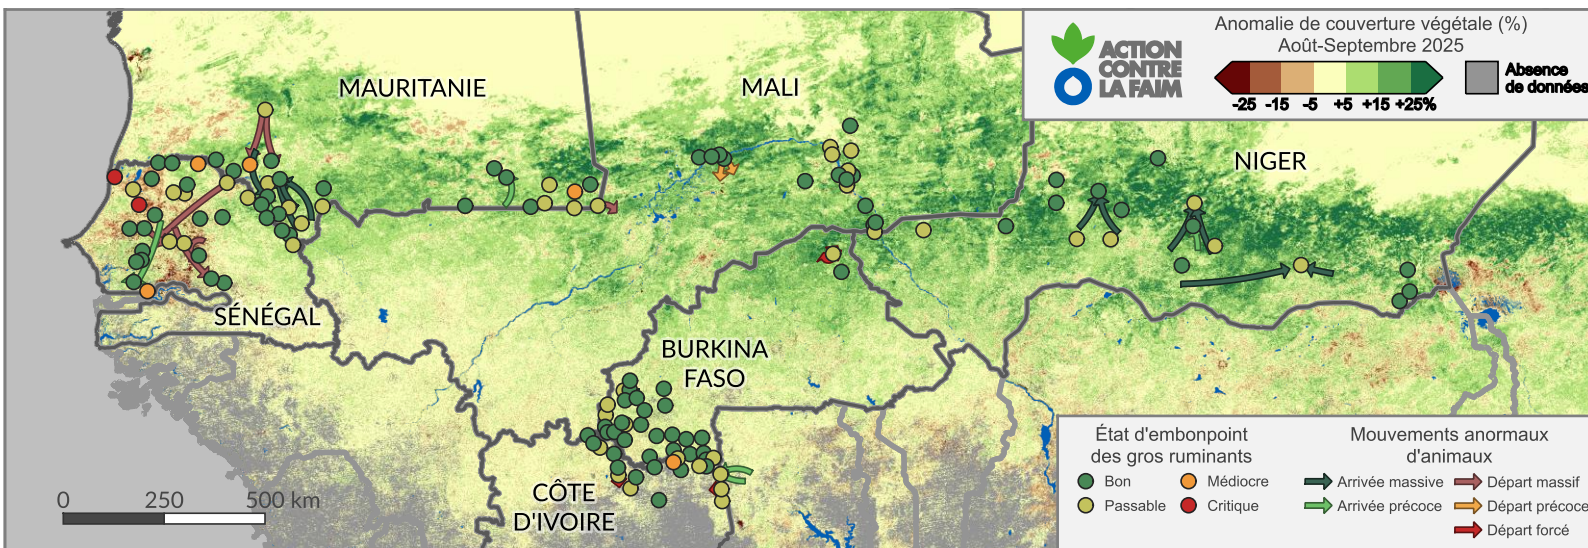 Anomalie de couverture végétale (%)
Août-Septembre 2025
ACTION
CONTRE
LA FAIM
-25 -15 -5 +5 +15 +25%
Absence
de données
MAURITANIE
MALI
NIGER
SÉNÉGAL
BURKINA
FASO
CÔTE
D'IVOIRE
0 250 500 km
État d'embonpoint
des gros ruminants
Bon
Médiocre
Passable
Critique
Mouvements anormaux
d'animaux
Arrivée massive
Départ massif
Arrivée précoce
Départ précoce
Départ forcé